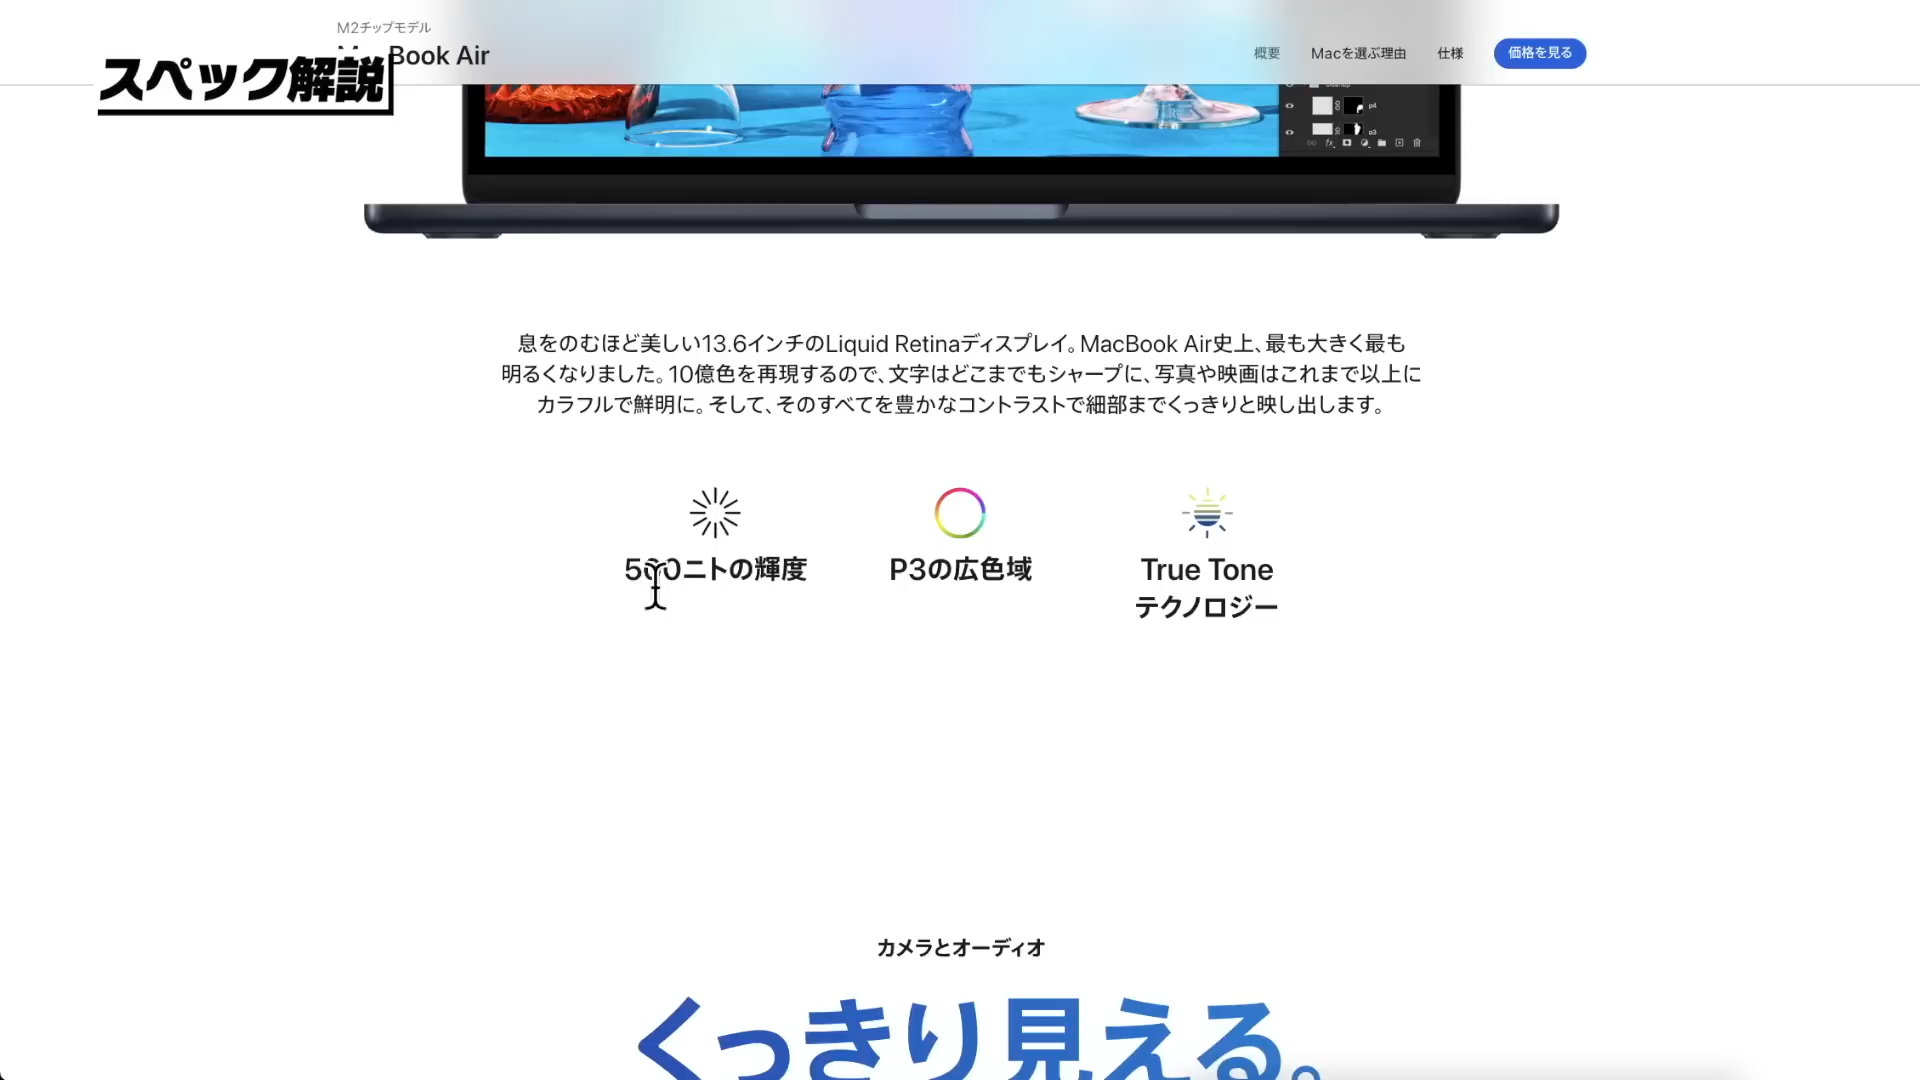 M2チップモデル
MacBook Air
スペック解説
概要
Macを選ぶ理由
仕様
価格を見る
p4
p3
息をのむほど美しい13.6インチのLiquid Retinaディスプレイ。MacBook Air史上、最も大きく最も
明るくなりました。10億色を再現するので、文字はどこまでもシャープに、写真や映画はこれまで以上に
カラフルで鮮明に。そして、そのすべてを豊かなコントラストで細部までくっきりと映し出します。
500ニトの輝度
P3の広色域
True Tone
テクノロジー
カメラとオーディオ
くっきり見える。